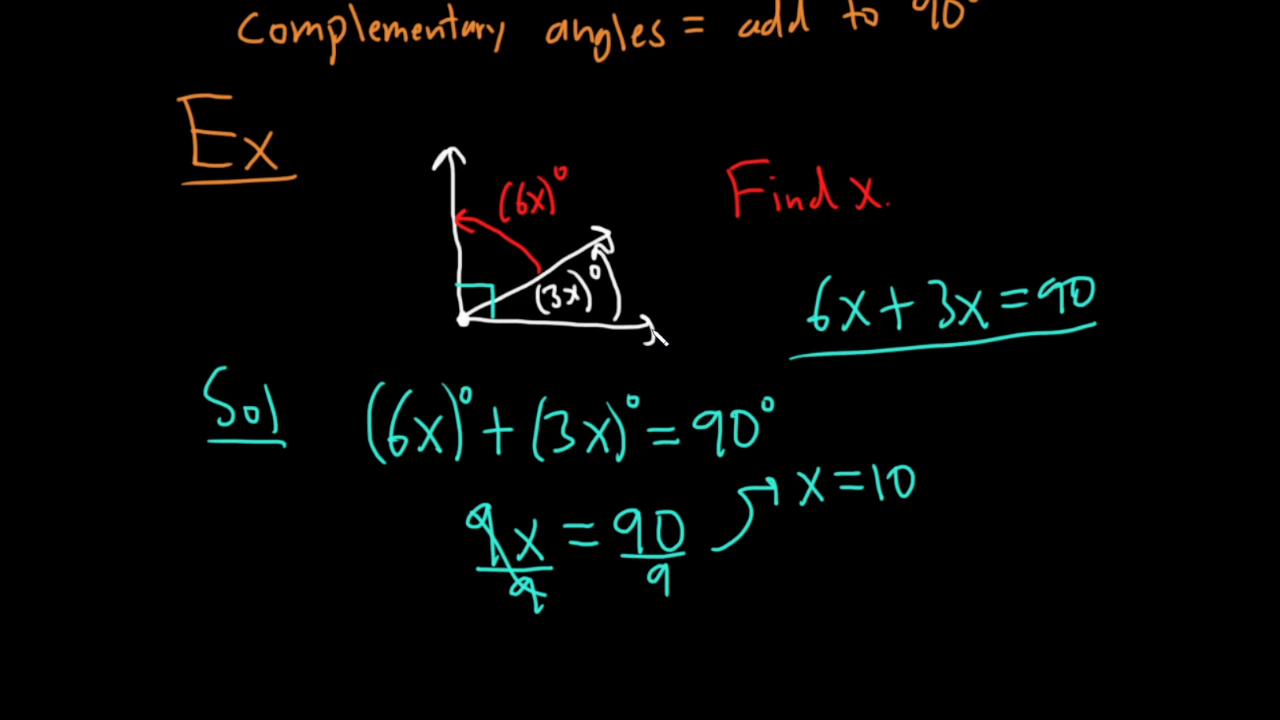 Complementary angles = add to 90°
Ex
(6x)°
Find x.
(3x)°
6x + 3x = 90
Sol
(6x)° + (3x)° = 90°
x = 10
9x = 90
9 9